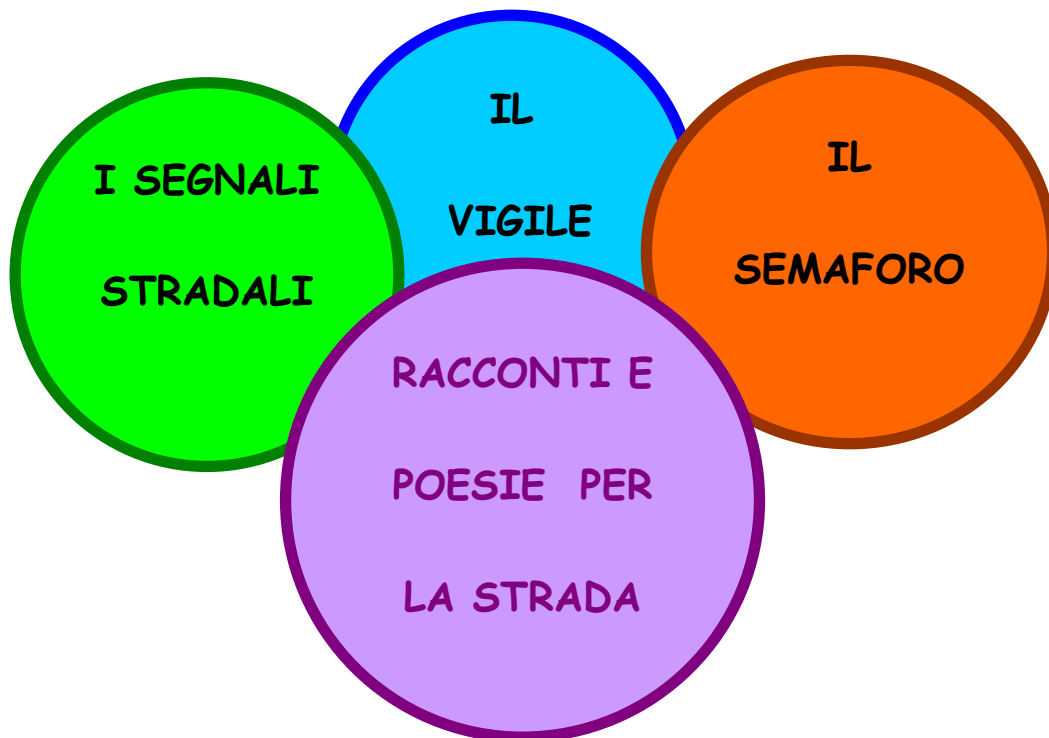 I SEGNALI
STRADALI
IL
VIGILE
IL
SEMAFORO
RACCONTI E
POESIE PER
LA STRADA